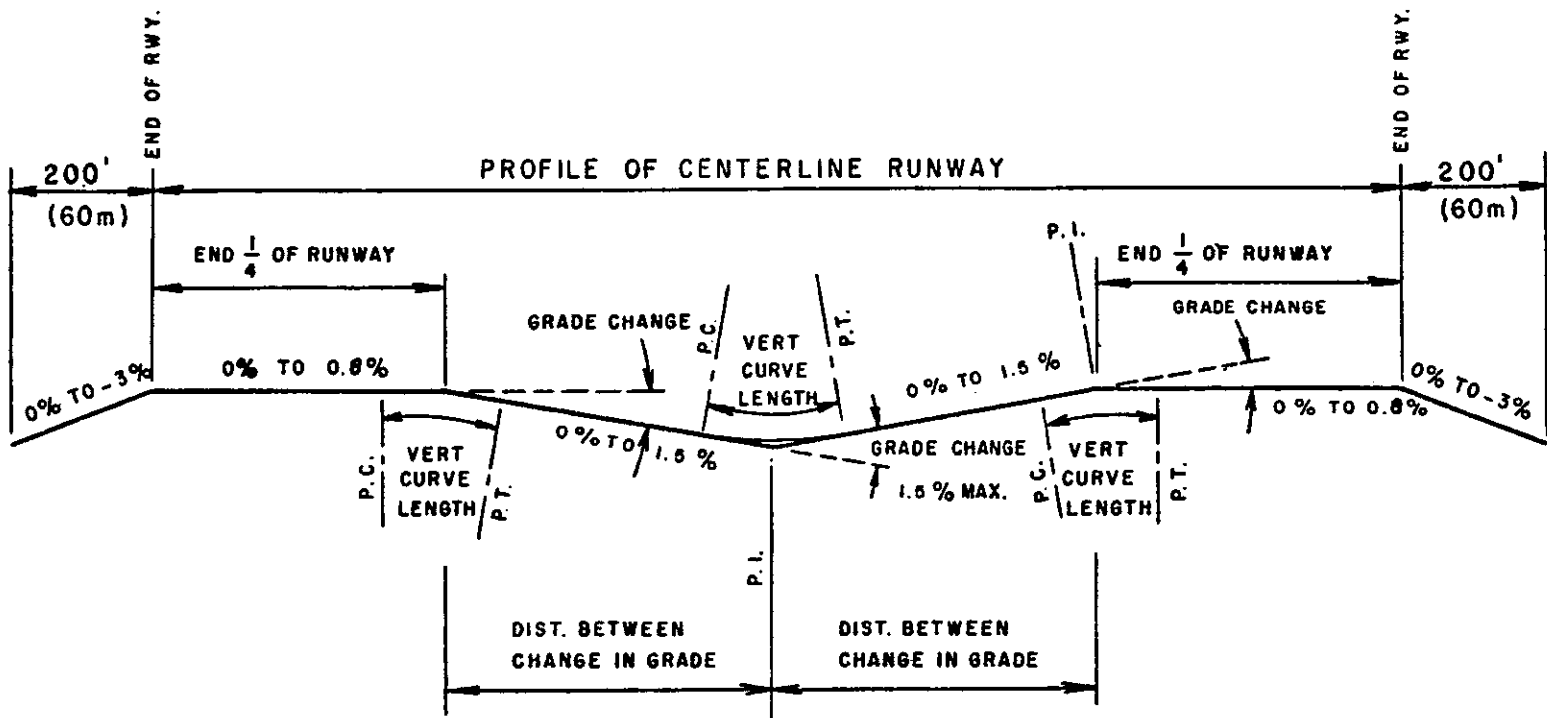 END OF RWY.
END OF RWY.
200'
(60m)
PROFILE OF CENTERLINE RUNWAY
200'
(60m)
END 1/4 OF RUNWAY
P.I.
END 1/4 OF RUNWAY
GRADE CHANGE
P.C.
VERT
CURVE
LENGTH
P.T.
GRADE CHANGE
0% TO -3%
0% TO 0.8%
0% TO 1.5%
0% TO 0.8%
0% TO -3%
P.C.
VERT
CURVE
LENGTH
P.T.
0% TO 1.5%
GRADE CHANGE
1.5% MAX.
P.C.
VERT
CURVE
LENGTH
P.T.
P.I.
DIST. BETWEEN
CHANGE IN GRADE
DIST. BETWEEN
CHANGE IN GRADE